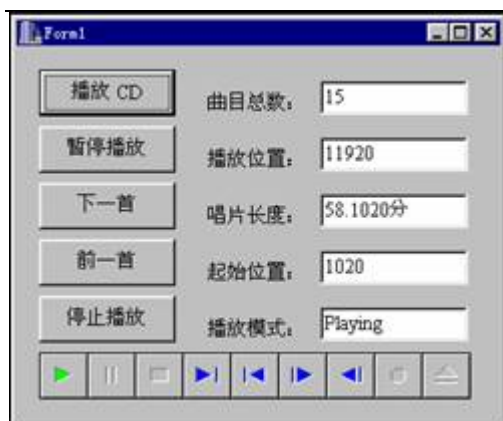 Form1
播放 CD
曲目总数：
15
暂停播放
播放位置：
11920
下一首
唱片长度：
58.1020分
前一首
起始位置：
1020
停止播放
播放模式：
Playing